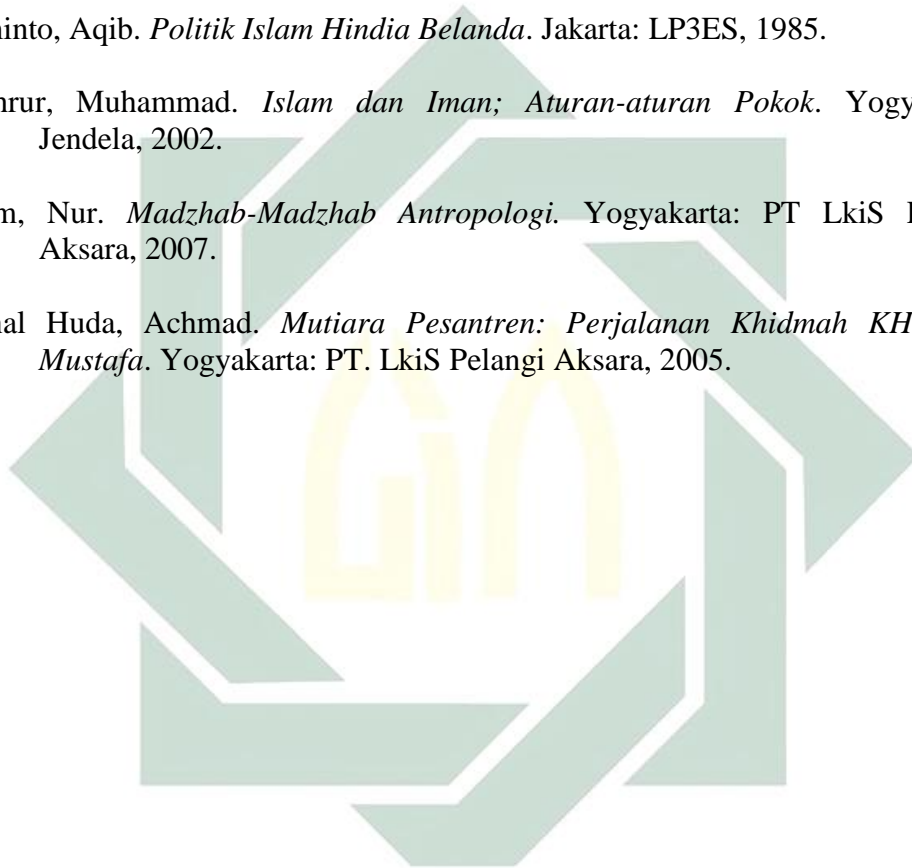 ninto, Aqib. Politik Islam Hindia Belanda. Jakarta: LP3ES, 1985.
hrur, Muhammad. Islam dan Iman; Aturan-aturan Pokok. Yogy
Jendela, 2002.
m, Nur. Madzhab-Madzhab Antropologi. Yogyakarta: PT LkiS
Aksara, 2007.
nal Huda, Achmad. Mutiara Pesantren: Perjalanan Khidmah KH
Mustafa. Yogyakarta: PT. LkiS Pelangi Aksara, 2005.